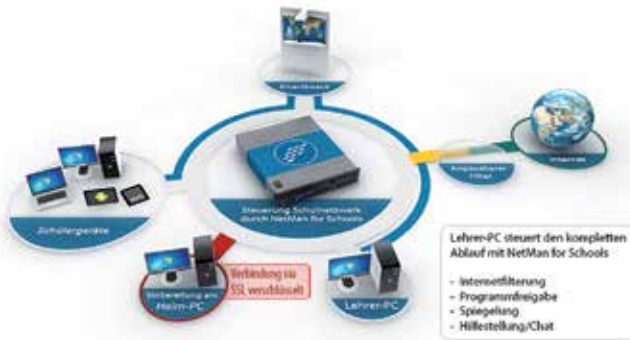 Smartboard
Internet
Anpassbarer
Filter
Steuerung Schulnetzwerk
durch NetMan for Schools
Schülergeräte
Verbindung via
SSL verschlüsselt
Vorbereitung am
Heim-PC
Lehrer-PC
Lehrer-PC steuert den kompletten
Ablauf mit NetMan for Schools
- Internetfilterung
- Programmfreigabe
- Spiegelung
- Hilfestellung/Chat